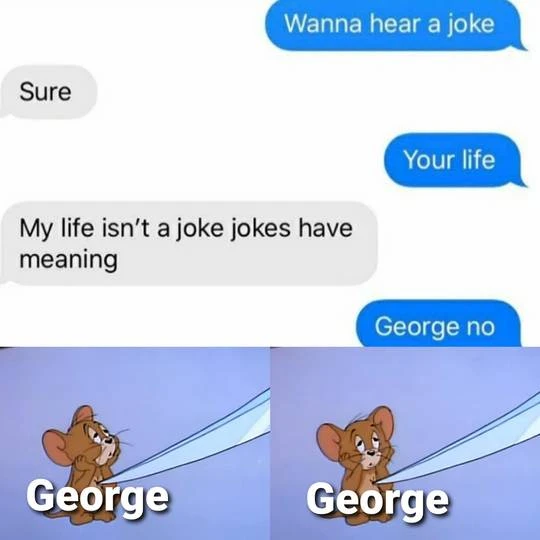 Wanna hear a joke
Sure
Your life
My life isn't a joke jokes have
meaning
George no
George
George